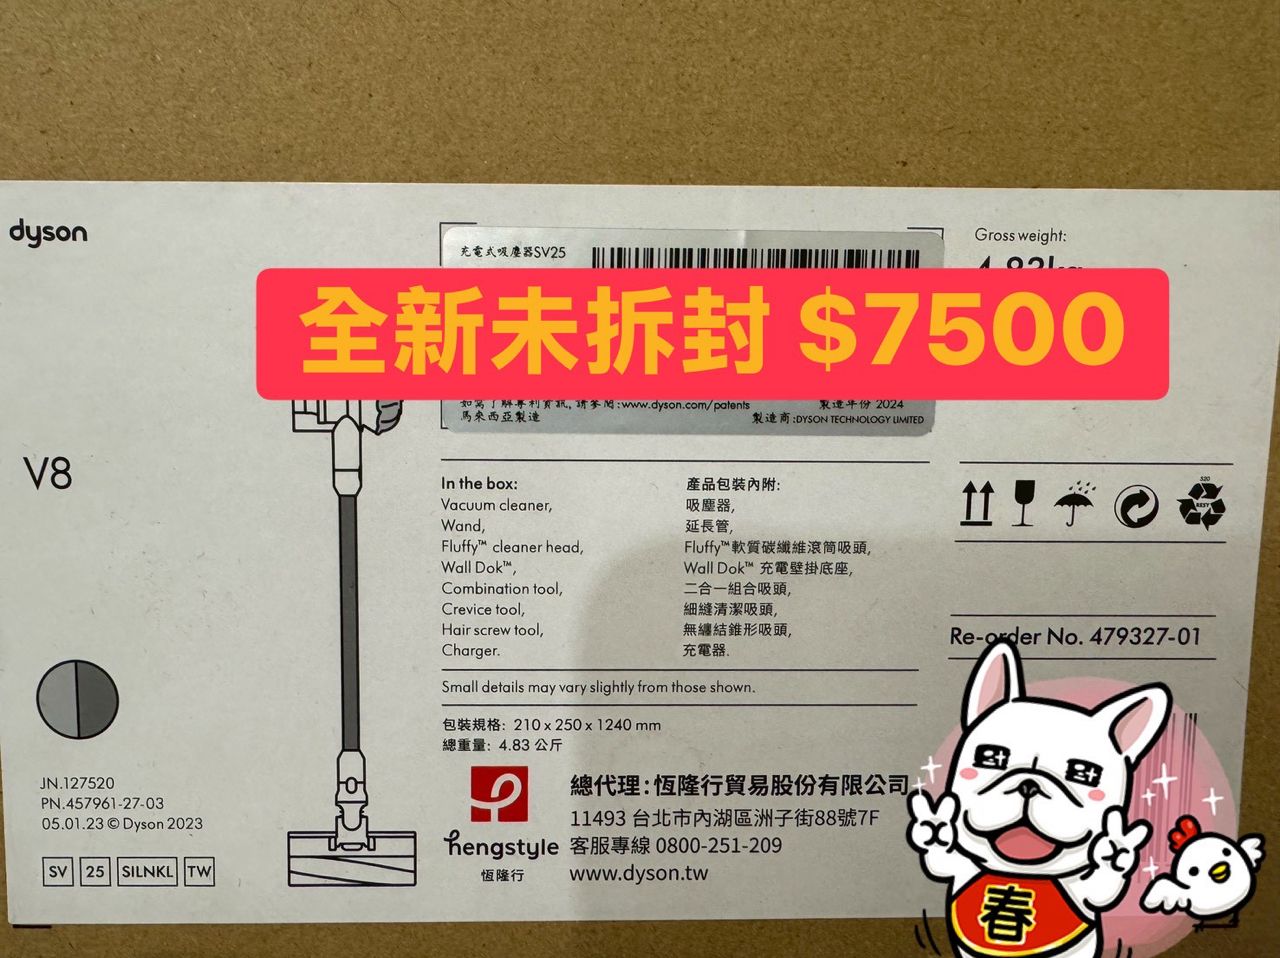 dyson
充電式吸塵器SV25
Gross weight:
全新未拆封 $7500
如需了解專利資訊,請參閱:www.dyson.com/patents
製造年份 2024
馬來西亞製造
製造商:DYSON TECHNOLOGY LIMITED
V8
In the box:
Vacuum cleaner,
Wand,
Fluffy™ cleaner head,
Wall Dok™,
Combination tool,
Crevice tool,
Hair screw tool,
Charger.
產品包裝內附:
吸塵器,
延長管,
Fluffy™軟質碳纖維滾筒吸頭,
Wall Dok™ 充電壁掛底座,
二合一組合吸頭,
細縫清潔吸頭,
無纏結錐形吸頭,
充電器.
Re-order No. 479327-01
Small details may vary slightly from those shown.
包裝規格: 210 x 250 x 1240 mm
總重量: 4.83 公斤
JN.127520
PN.457961-27-03
05.01.23 © Dyson 2023
SV 25 SILNKL TW
hengstyle
恆隆行
總代理:恆隆行貿易股份有限公司
11493 台北市內湖區洲子街88號7F
客服專線 0800-251-209
www.dyson.tw
春